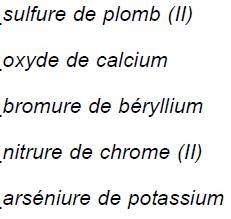 sulfure de plomb (II)
oxyde de calcium
bromure de béryllium
nitrure de chrome (II)
arséniure de potassium